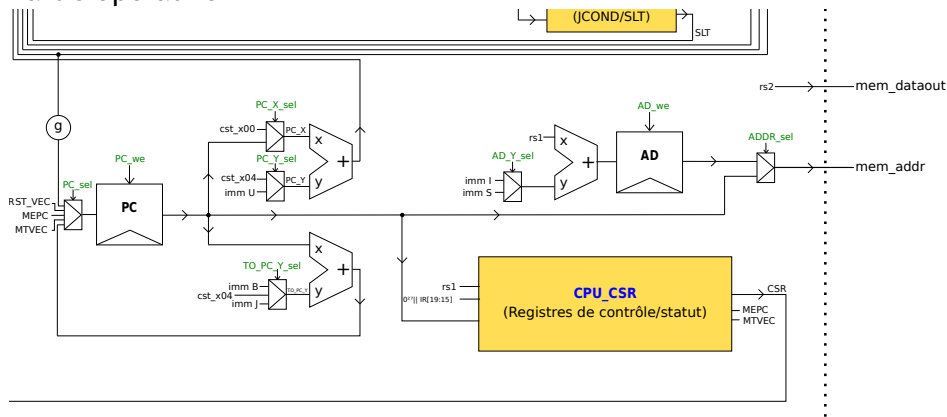 (JCOND/SLT)
SLT
rs2
mem_dataout
PC_X_sel
AD_we
cst_x00
PC_X
x
g
rs1
x
ADDR_sel
PC_we
PC_Y_sel
+
AD_Y_sel
+
AD
mem_addr
cst_x04
PC_Y
y
imm U
imm I
imm S
y
PC_sel
RST_VEC
MEPC
MTVEC
PC
x
TO_PC_Y_sel
+
imm B
cst_x04
imm J
TO_PC_Y
y
rs1
0²⁷|| IR[19:15]
CPU_CSR
(Registres de contrôle/statut)
CSR
MEPC
MTVEC